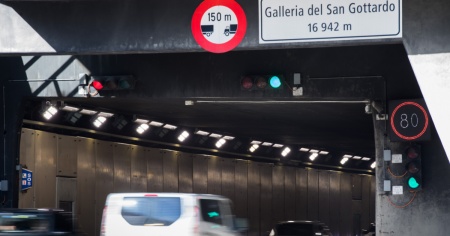 150 m
Galleria del San Gottardo
16 942 m
80